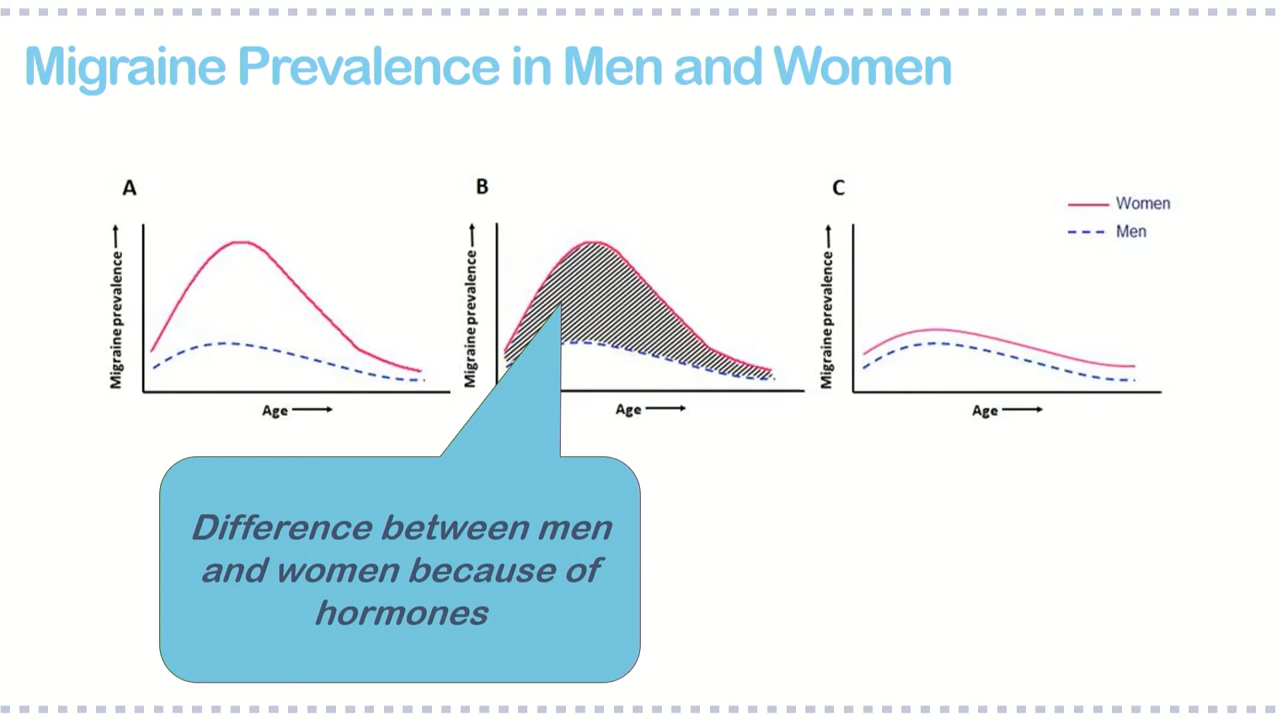 Migraine Prevalence in Men and Women
A
B
C
Women
Men
Migraine prevalence
Migraine prevalence
Migraine prevalence
Age
Age
Age
Difference between men
and women because of
hormones